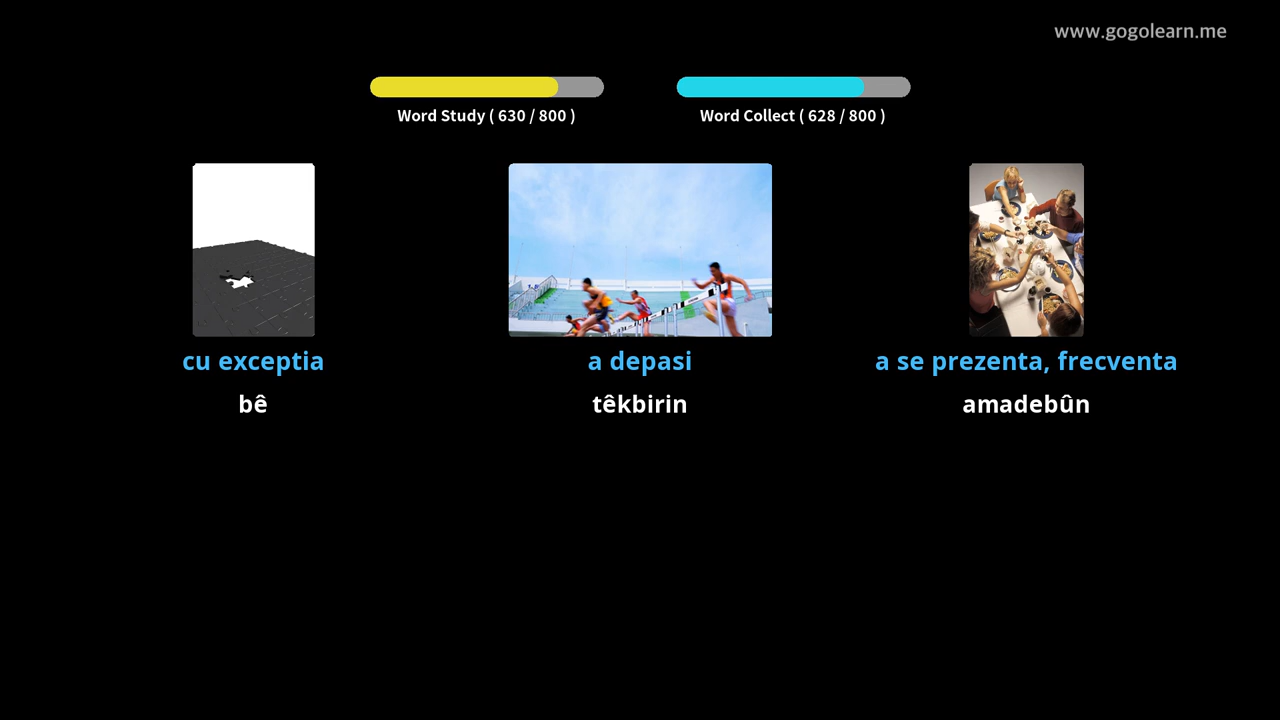 www.gogolearn.me
Word Study ( 630 / 800 )
Word Collect ( 628 / 800 )
cu exceptia
a depasi
a se prezenta, frecventa
bê
têkbirin
amadebûn